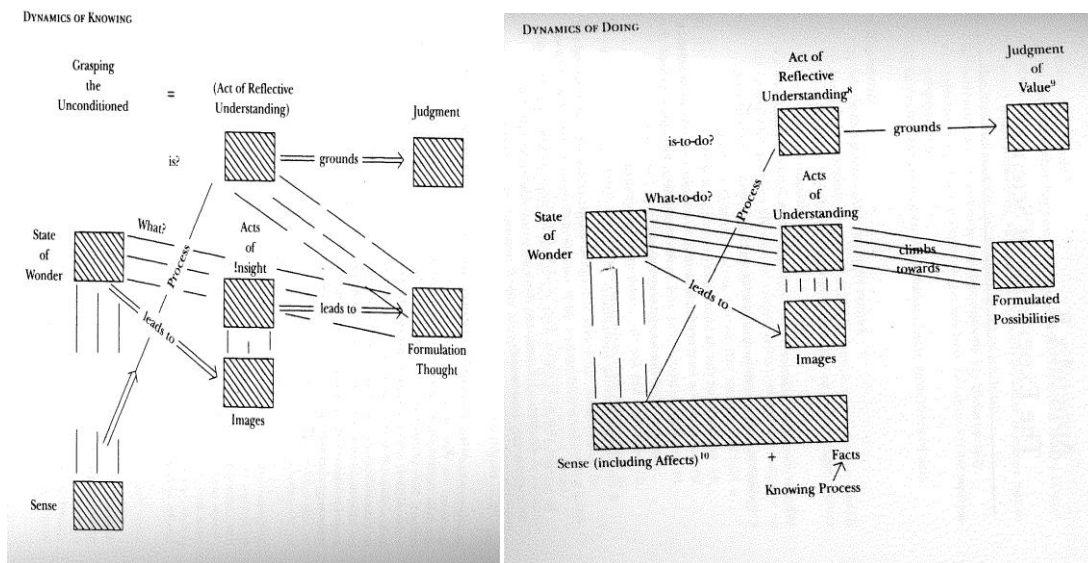 DYNAMICS OF KNOWING
Grasping
the
Unconditioned
=
(Act of Reflective
Understanding)
Judgment
is?
grounds
What?
State
of
Wonder
Process
Acts
of
Insight
leads to
leads to
Formulation
Thought
Images
Sense
DYNAMICS OF DOING
Act
of
Reflective
Understanding⁸
Judgment
of
Value⁹
is-to-do?
grounds
What-to-do?
Process
Acts
of
Understanding
State
of
Wonder
climbs
towards
leads to
Formulated
Possibilities
Images
Sense (including Affects)¹⁰ + Facts
Knowing Process